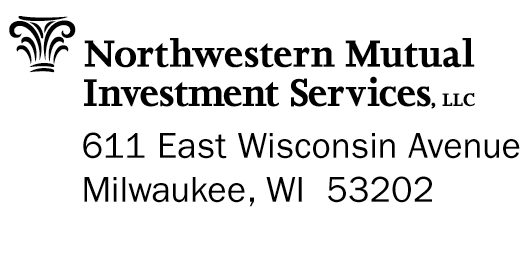 Northwestern Mutual
Investment Services, LLC
611 East Wisconsin Avenue
Milwaukee, WI  53202